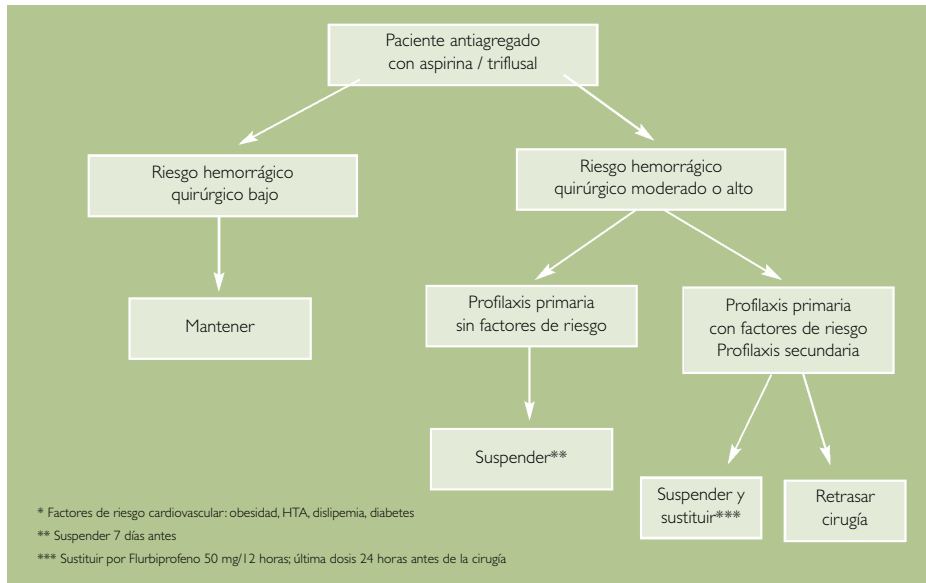 Paciente antiagregado
con aspirina / triflusal
Riesgo hemorrágico
quirúrgico bajo
Riesgo hemorrágico
quirúrgico moderado o alto
Mantener
Profilaxis primaria
sin factores de riesgo
Profilaxis primaria
con factores de riesgo
Profilaxis secundaria
Suspender**
Suspender y
sustituir***
Retrasar
cirugía
* Factores de riesgo cardiovascular: obesidad, HTA, dislipemia, diabetes
** Suspender 7 días antes
*** Sustituir por Flurbiprofeno 50 mg/12 horas; última dosis 24 horas antes de la cirugía